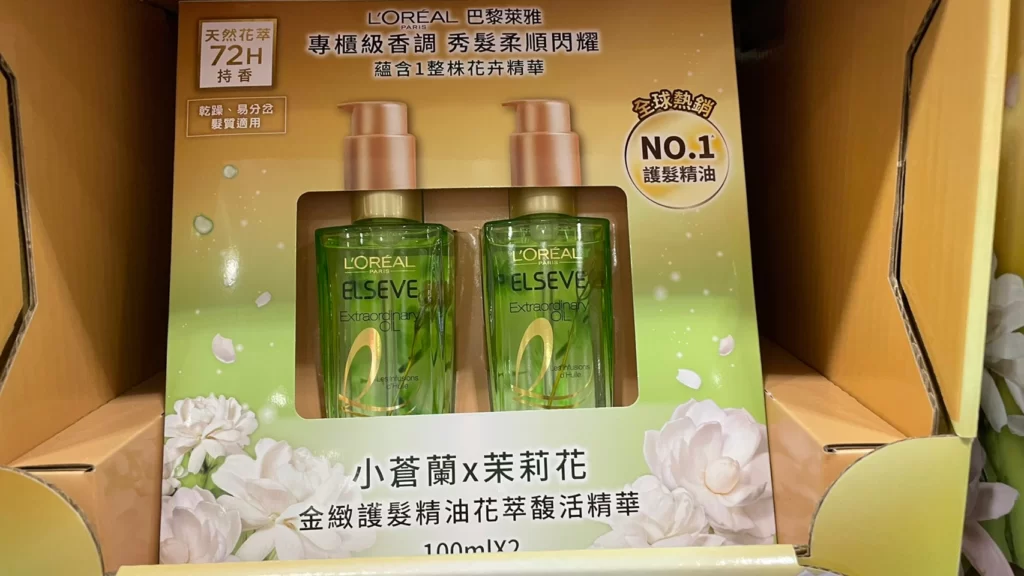 L'ORÉAL PARIS 巴黎萊雅
專櫃級香調 秀髮柔順閃耀
蘊含1整株花卉精華
天然花萃
72H
持香
乾燥、易分岔
髮質適用
全球熱銷
NO.1
護髮精油
L'ORÉAL
PARIS
ELSEVE
Extraordinary
OIL
L'ORÉAL
PARIS
ELSEVE
Extraordinary
OIL
小蒼蘭x茉莉花
金緻護髮精油花萃馥活精華
100mlX2